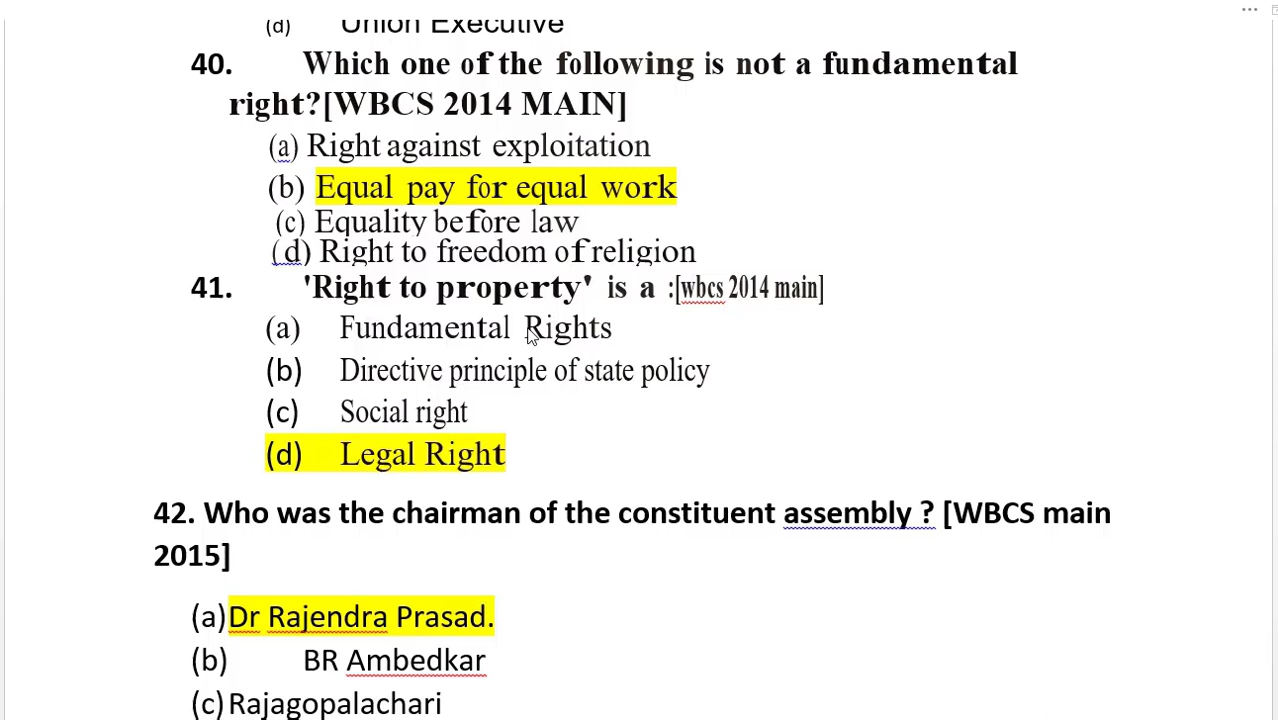 (d) Union Executive
40. Which one of the following is not a fundamental
right?[WBCS 2014 MAIN]
(a) Right against exploitation
(b) Equal pay for equal work
(c) Equality before law
(d) Right to freedom of religion
41. 'Right to property' is a :[wbcs 2014 main]
(a) Fundamental Rights
(b) Directive principle of state policy
(c) Social right
(d) Legal Right
42. Who was the chairman of the constituent assembly ? [WBCS main
2015]
(a)Dr Rajendra Prasad.
(b) BR Ambedkar
(c)Rajagopalachari